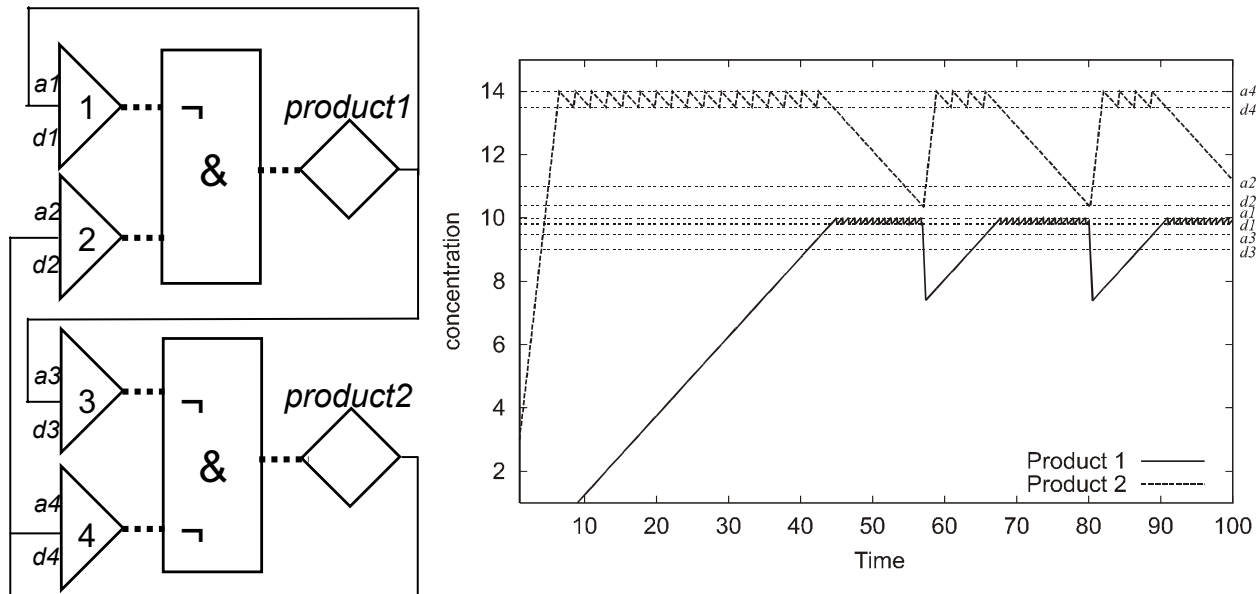 a1
1
d1
¬
&
product1
a2
2
d2
a3
3
d3
¬
&
product2
a4
4
d4
¬
concentration
14
12
10
8
6
4
2
a4
d4
a2
d2
a1
d1
a3
d3
Product 1
Product 2
10 20 30 40 50 60 70 80 90 100
Time